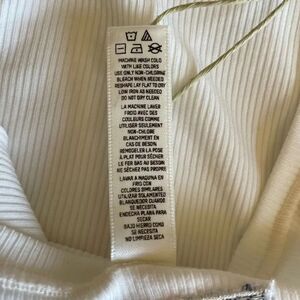 MACHINE WASH COLD
WITH LIKE COLORS
USE ONLY NON-CHLORINE
BLEACH WHEN NEEDED
RESHAPE LAY FLAT TO DRY
LOW IRON AS NEEDED
DO NOT DRY CLEAN
LA MACHINE LAVER
FROID AVEC DES
COULEURS COMME
UTILISER SEULEMENT
NON-CHLORE
BLANCHIMENT EN
CAS DE BESOIN
REMODELER LA POSE
À PLAT POUR SÉCHER
LE FER BAS AU BESOIN
NE SÉCHEZ PAS PROPRE
LAVAR A MAQUINA EN
FRIO CON
COLORES SIMILARES
UTILIZAR SOLAMENTE
BLANQUEADOR CUANDO
SE NECESITA
ENDECHA PLANA PARA
SECAR
BAJO HIERRO COMO
SE NECESITA
NO LIMPIEZA SECA